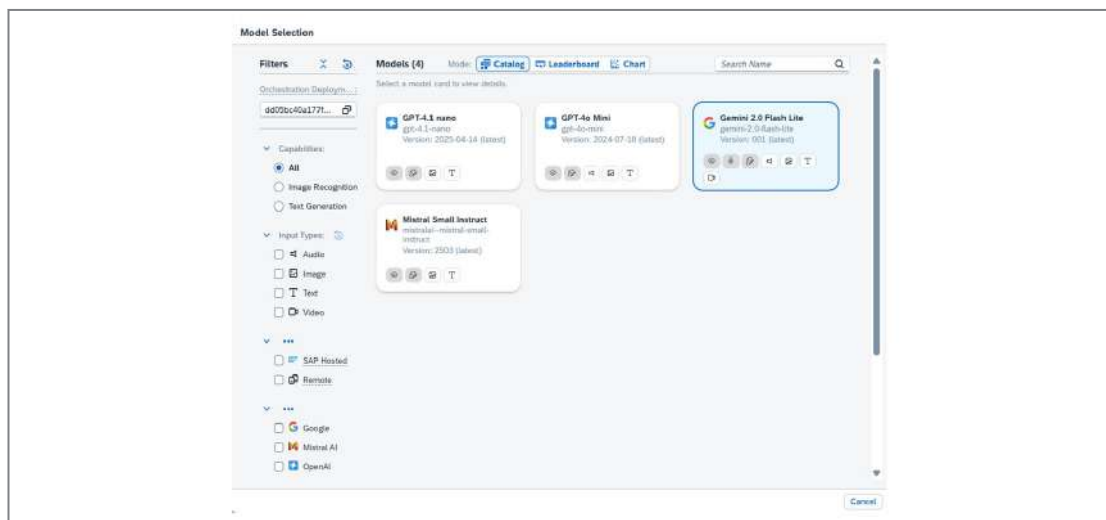 Model Selection
Filters
Orchestration Deploym... :
dd05bc40a177f...
Capabilities:
All
Image Recognition
Text Generation
Input Types:
Audio
Image
Text
Video
SAP Hosted
Remote
Google
Mistral AI
OpenAI
Models (4) Mode: Catalog Leaderboard Chart
Search Name
Select a model card to view details.
GPT-4.1 nano
gpt-4.1-nano
Version: 2025-04-14 (latest)
GPT-4o Mini
gpt-4o-mini
Version: 2024-07-18 (latest)
Gemini 2.0 Flash Lite
gemini-2.0-flash-lite
Version: 001 (latest)
Mistral Small Instruct
mistralai--mistral-small-
instruct
Version: 2503 (latest)
Cancel